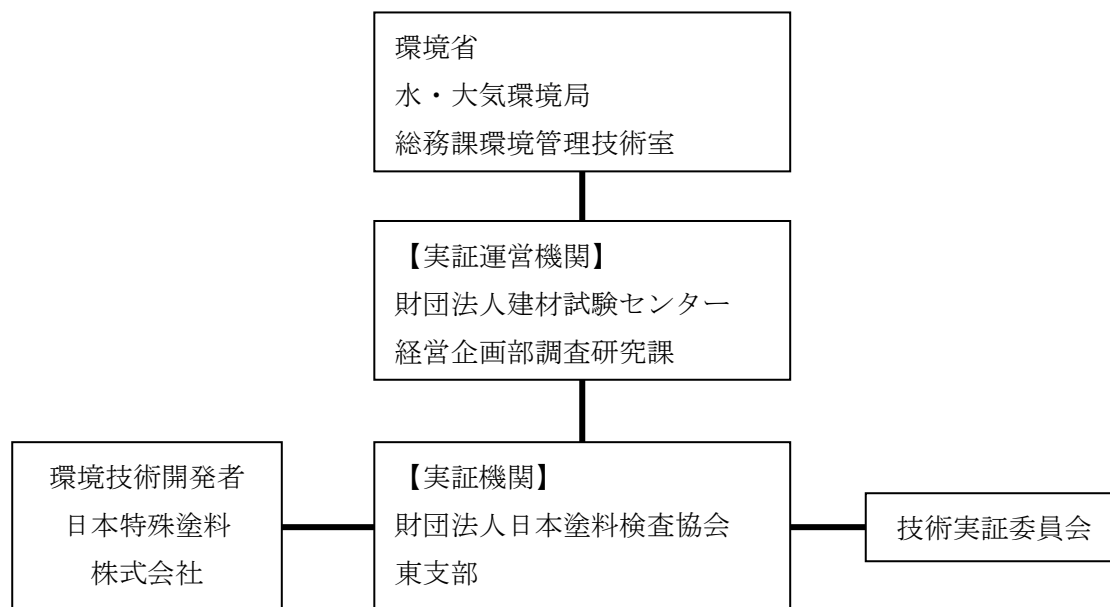 環境省
水・大気環境局
総務課環境管理技術室
【実証運営機関】
財団法人建材試験センター
経営企画部調査研究課
環境技術開発者
日本特殊塗料
株式会社
【実証機関】
財団法人日本塗料検査協会
東支部
技術実証委員会